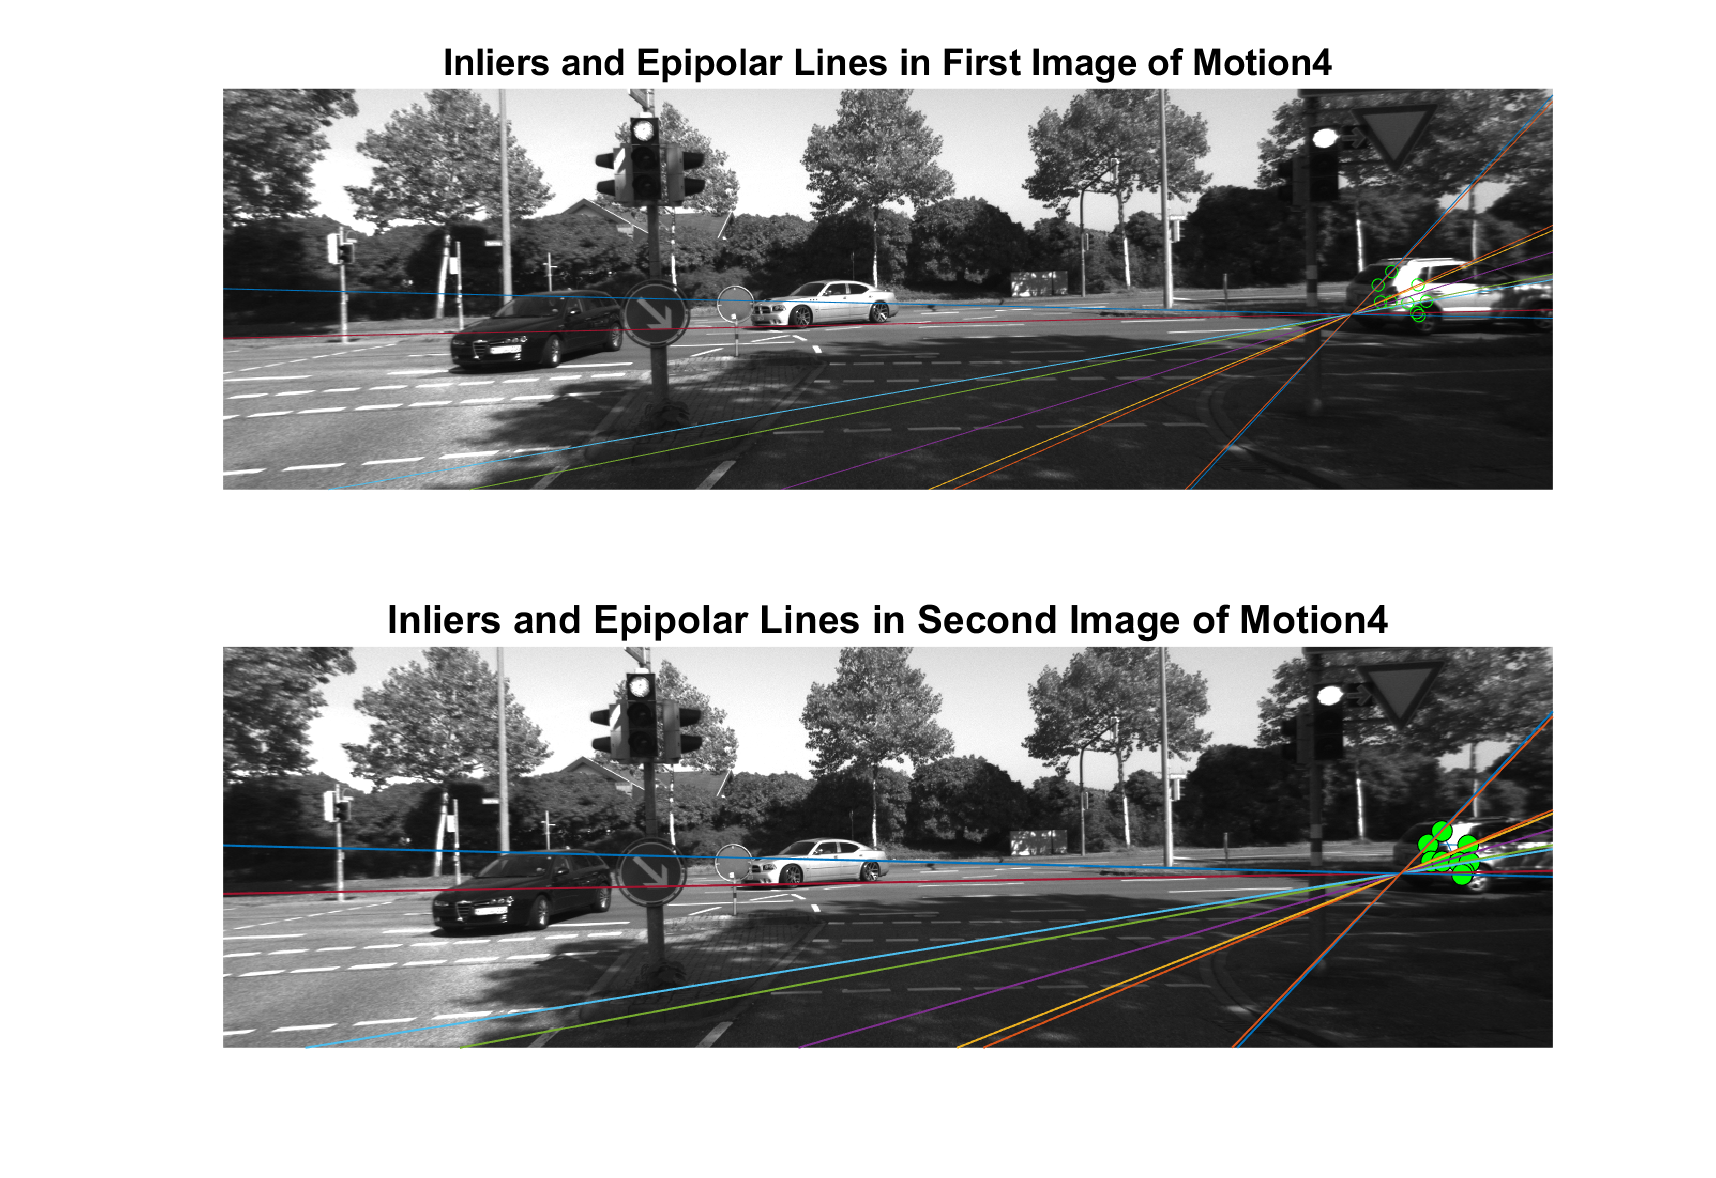 Inliers and Epipolar Lines in First Image of Motion4
Inliers and Epipolar Lines in Second Image of Motion4